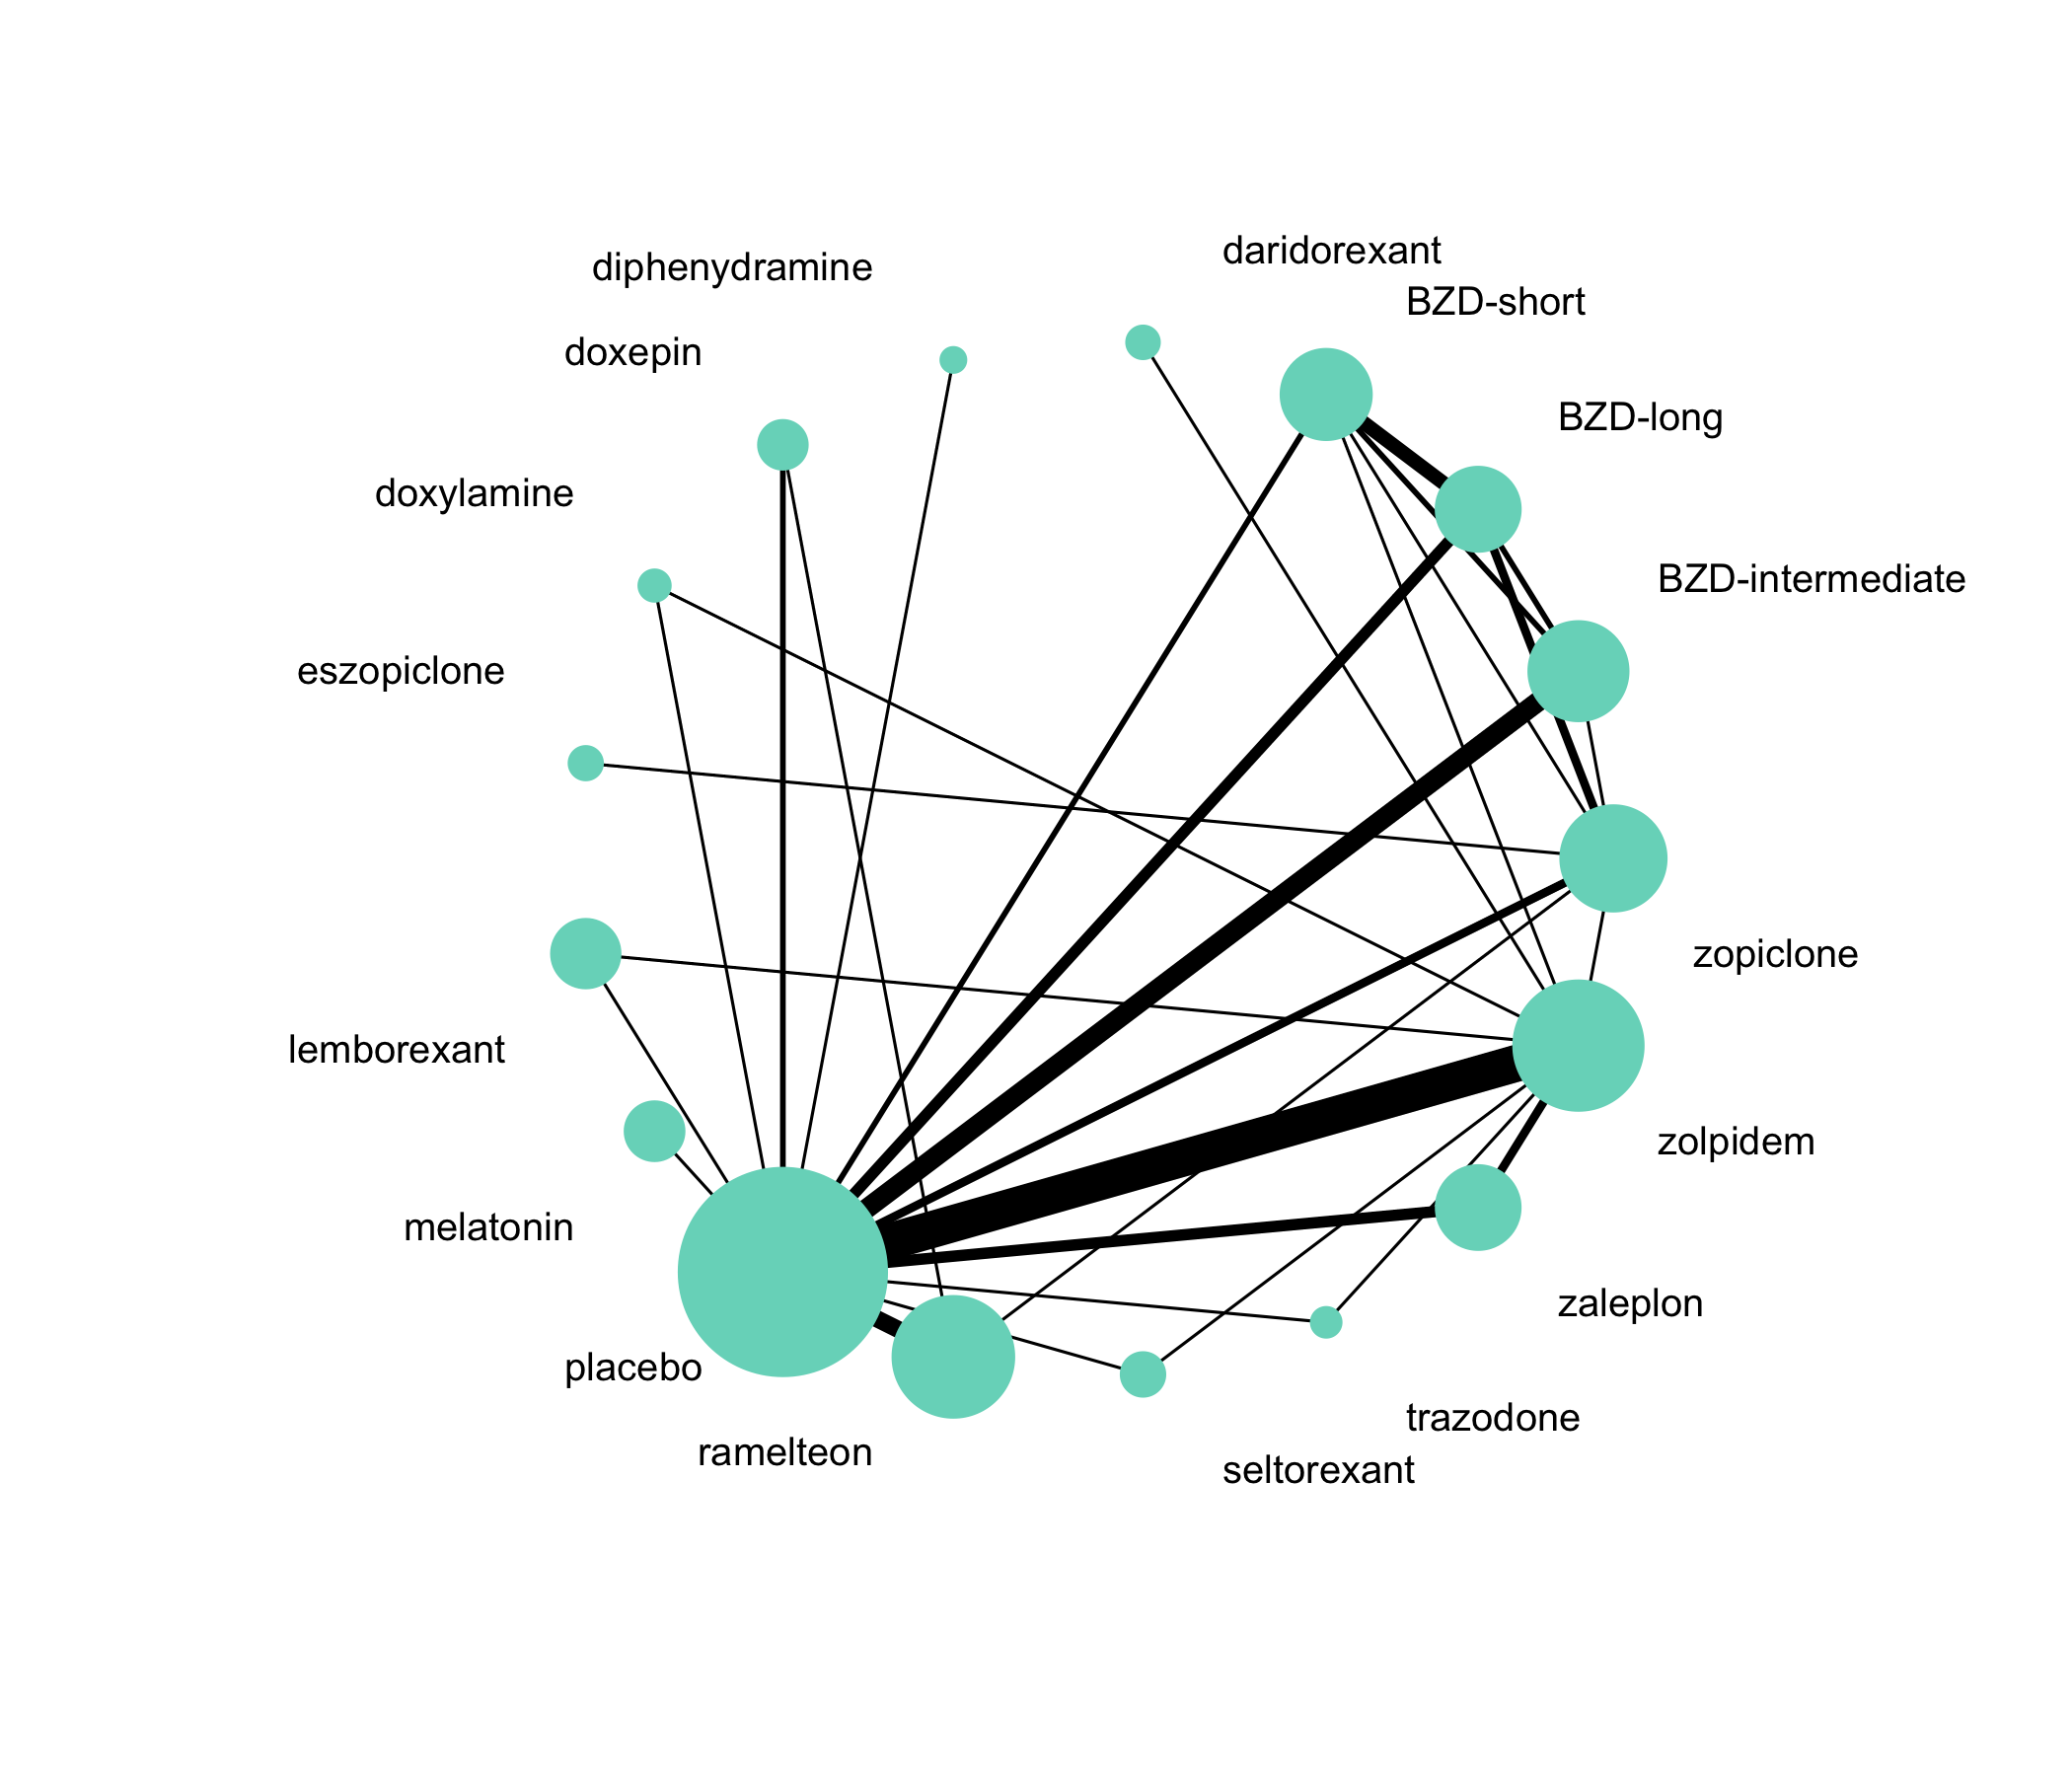 daridorexant
diphenydramine
BZD-short
doxepin
BZD-long
doxylamine
BZD-intermediate
eszopiclone
zopiclone
lemborexant
zolpidem
melatonin
zaleplon
placebo
trazodone
ramelteon
seltorexant